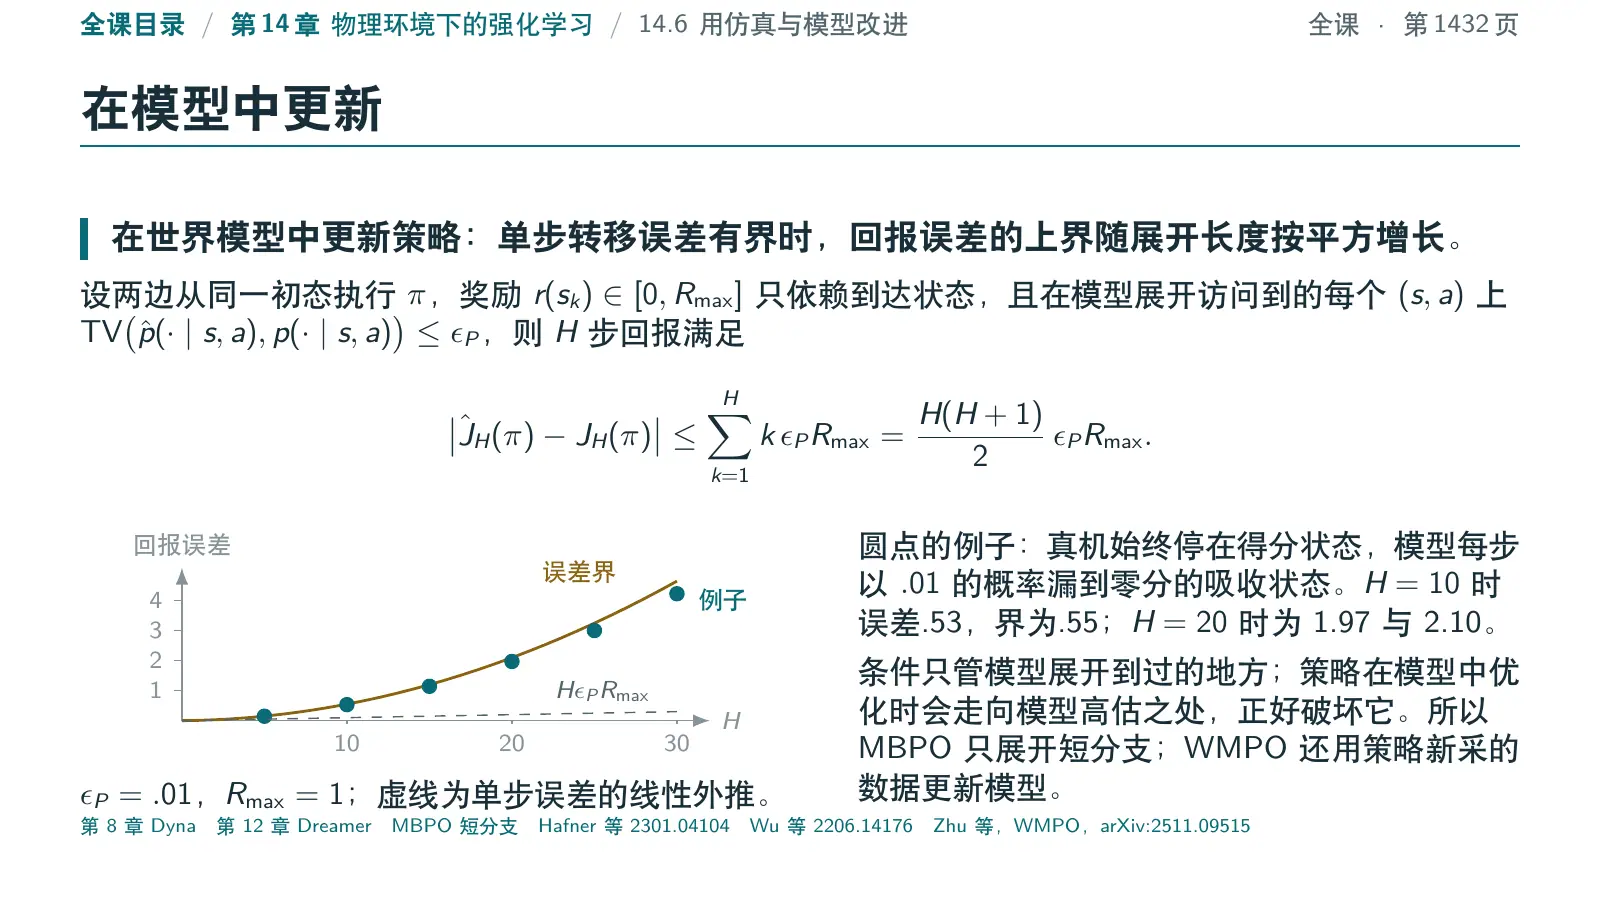 全课目录 / 第 14 章 物理环境下的强化学习 / 14.6 用仿真与模型改进
全课 · 第 1432 页
在模型中更新
在世界模型中更新策略：单步转移误差有界时，回报误差的上界随展开长度按平方增长。
设两边从同一初态执行 π，奖励 r(s_k) ∈ [0, R_max] 只依赖到达状态，且在模型展开访问到的每个 (s, a) 上
TV(p̂(· | s, a), p(· | s, a)) ≤ ϵ_P，则 H 步回报满足
|Ĵ_H(π) − J_H(π)| ≤ ∑_{k=1}^{H} k ϵ_P R_max = H(H + 1)/2 ϵ_P R_max.
回报误差
误差界
例子
4
3
2
1
Hϵ_P R_max
H
10 20 30
ϵ_P = .01，R_max = 1；虚线为单步误差的线性外推。
圆点的例子：真机始终停在得分状态，模型每步
以 .01 的概率漏到零分的吸收状态。H = 10 时
误差.53，界为.55；H = 20 时为 1.97 与 2.10。
条件只管模型展开到过的地方；策略在模型中优
化时会走向模型高估之处，正好破坏它。所以
MBPO 只展开短分支；WMPO 还用策略新采的
数据更新模型。
第 8 章 Dyna 第 12 章 Dreamer MBPO 短分支 Hafner 等 2301.04104 Wu 等 2206.14176 Zhu 等，WMPO，arXiv:2511.09515